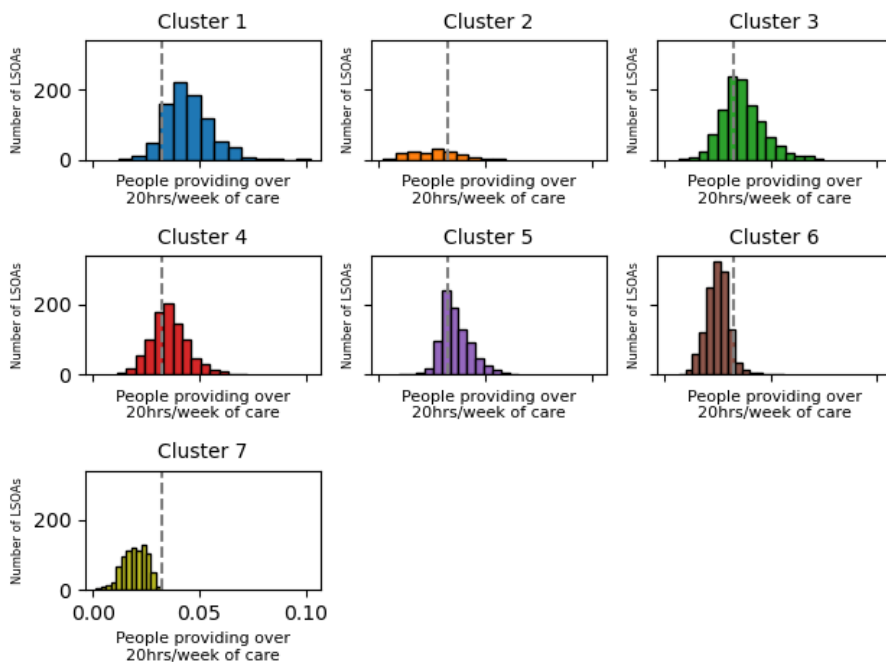 Cluster 1
Cluster 2
Cluster 3
Number of LSOAs
200
0
Number of LSOAs
Number of LSOAs
People providing over
20hrs/week of care
People providing over
20hrs/week of care
People providing over
20hrs/week of care
Cluster 4
Cluster 5
Cluster 6
Number of LSOAs
200
0
Number of LSOAs
Number of LSOAs
People providing over
20hrs/week of care
People providing over
20hrs/week of care
People providing over
20hrs/week of care
Cluster 7
Number of LSOAs
200
0
0.00
0.05
0.10
People providing over
20hrs/week of care